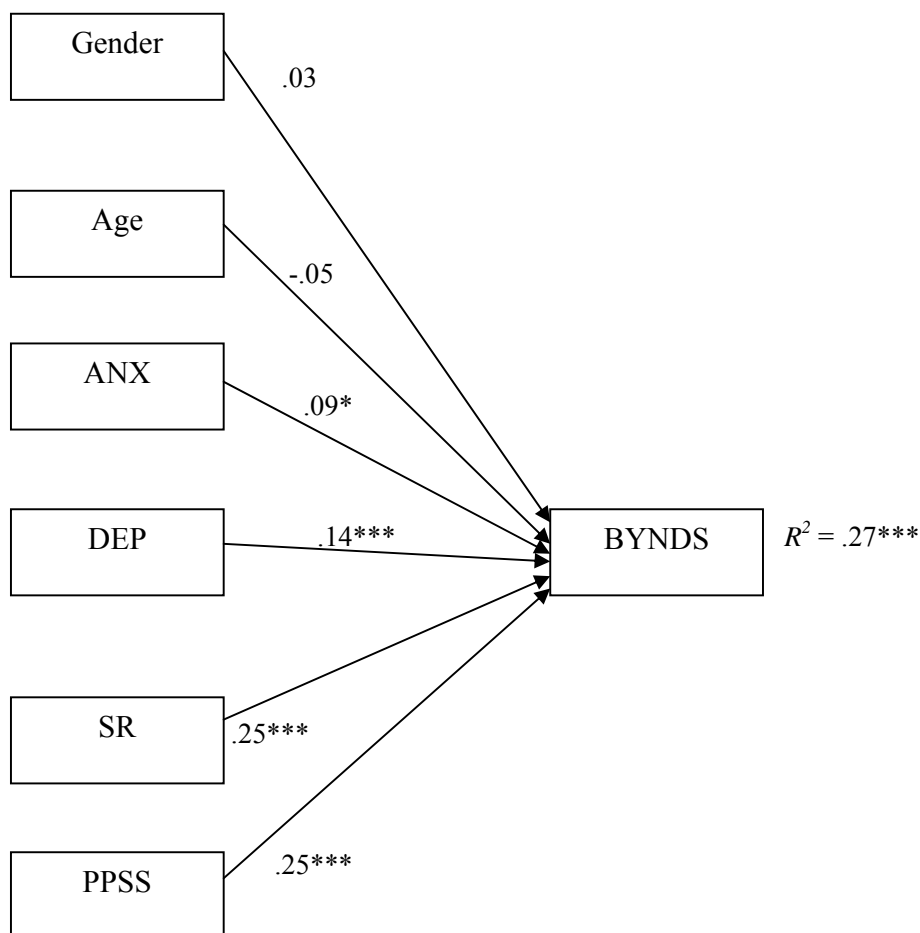 Gender
.03
Age
-.05
ANX
.09*
DEP
.14***
BYNDS
R² = .27***
SR
.25***
PPSS
.25***